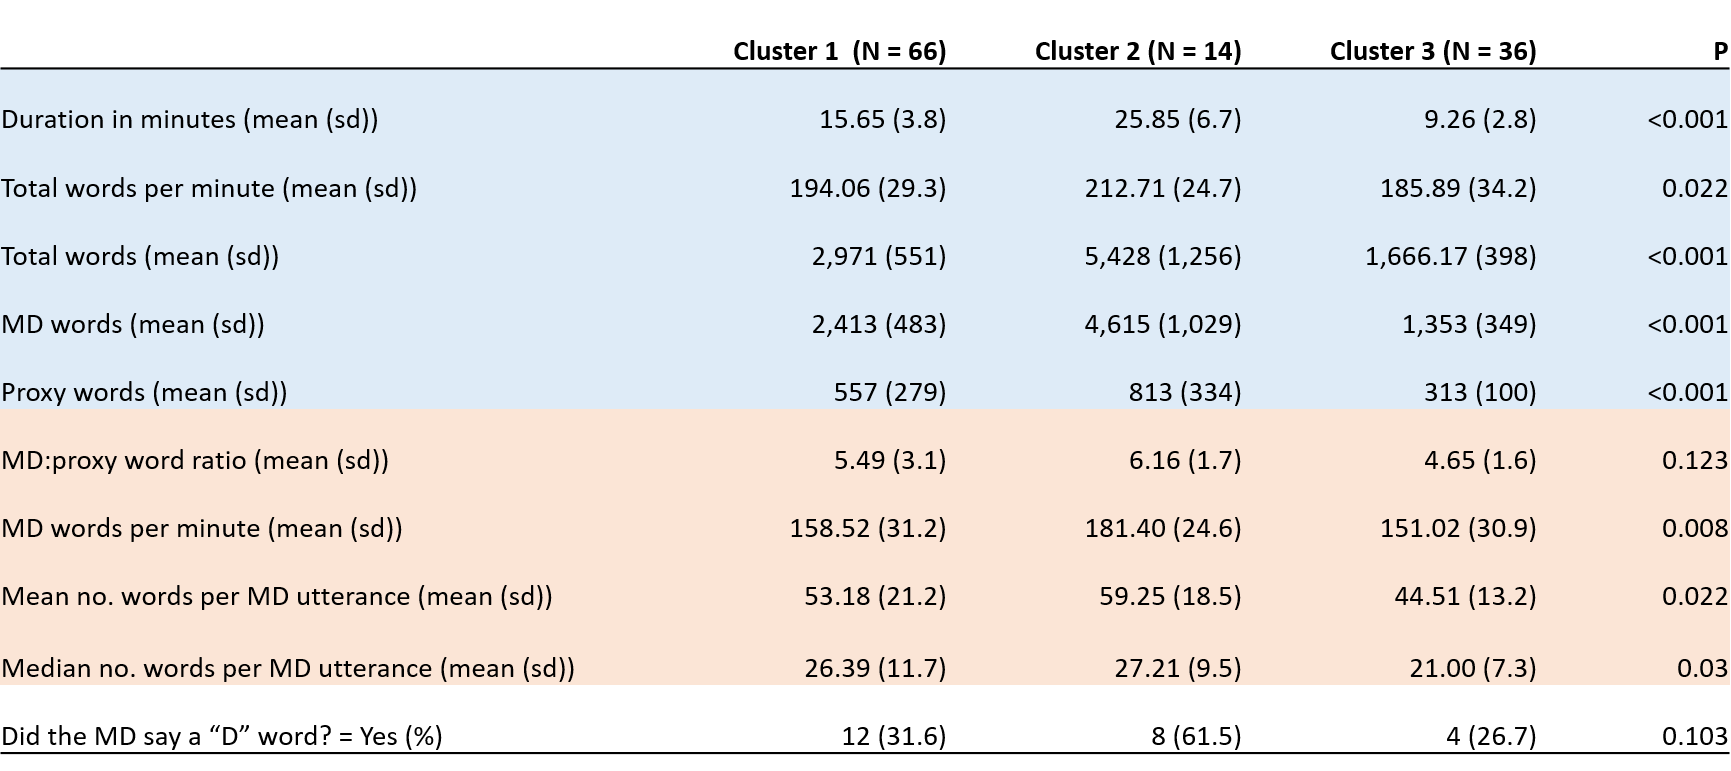 Cluster 1  (N = 66) Cluster 2 (N = 14) Cluster 3 (N = 36) P
Duration in minutes (mean (sd)) 15.65 (3.8) 25.85 (6.7) 9.26 (2.8) <0.001
Total words per minute (mean (sd)) 194.06 (29.3) 212.71 (24.7) 185.89 (34.2) 0.022
Total words (mean (sd)) 2,971 (551) 5,428 (1,256) 1,666.17 (398) <0.001
MD words (mean (sd)) 2,413 (483) 4,615 (1,029) 1,353 (349) <0.001
Proxy words (mean (sd)) 557 (279) 813 (334) 313 (100) <0.001
MD:proxy word ratio (mean (sd)) 5.49 (3.1) 6.16 (1.7) 4.65 (1.6) 0.123
MD words per minute (mean (sd)) 158.52 (31.2) 181.40 (24.6) 151.02 (30.9) 0.008
Mean no. words per MD utterance (mean (sd)) 53.18 (21.2) 59.25 (18.5) 44.51 (13.2) 0.022
Median no. words per MD utterance (mean (sd)) 26.39 (11.7) 27.21 (9.5) 21.00 (7.3) 0.03
Did the MD say a “D” word? = Yes (%) 12 (31.6) 8 (61.5) 4 (26.7) 0.103